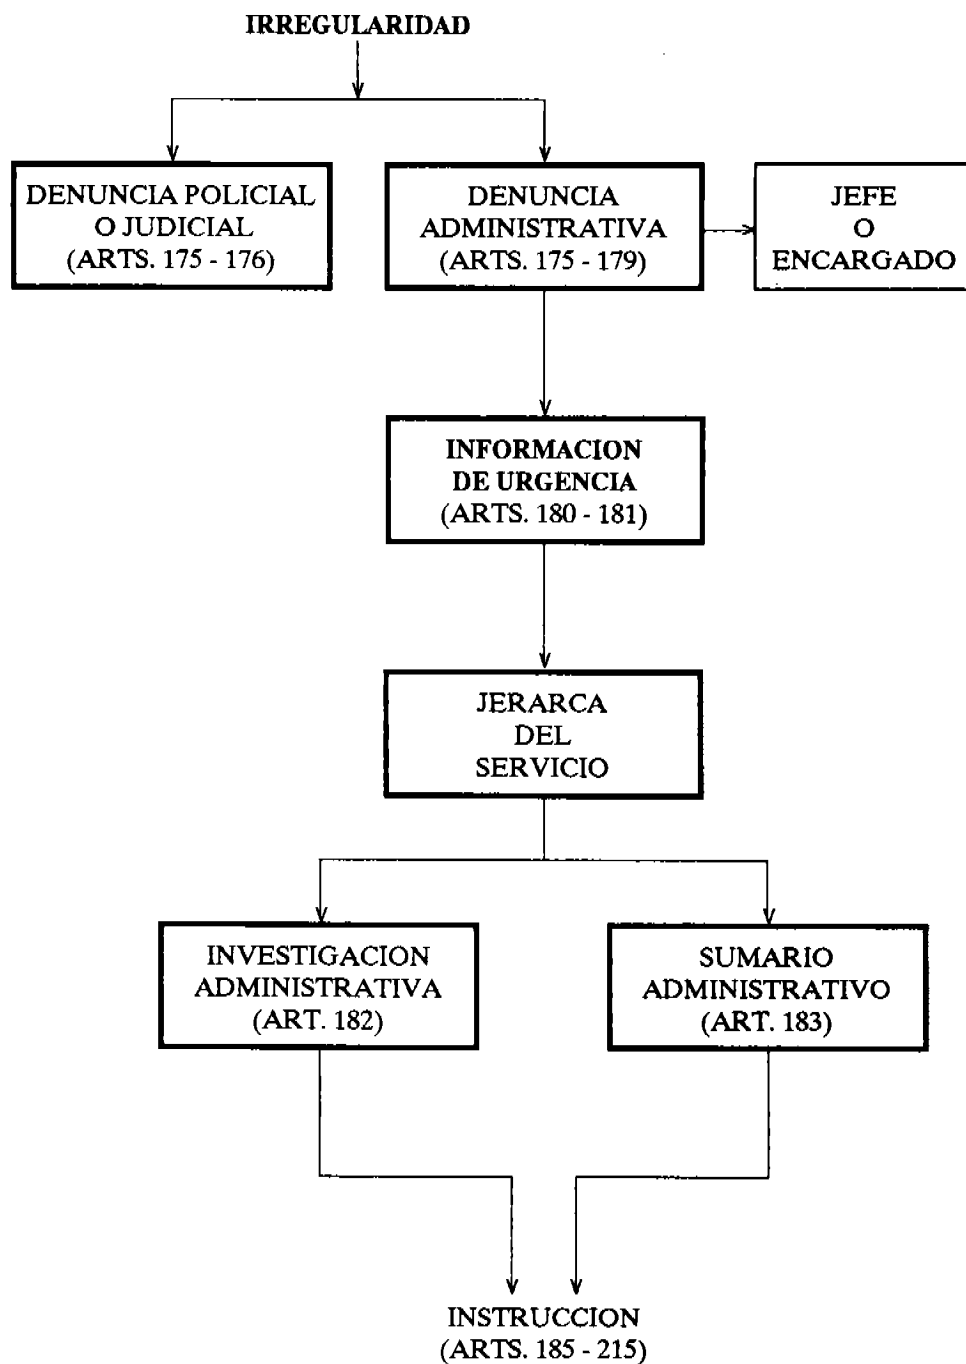 IRREGULARIDAD
DENUNCIA POLICIAL
O JUDICIAL
(ARTS. 175 - 176)
DENUNCIA
ADMINISTRATIVA
(ARTS. 175 - 179)
JEFE
O
ENCARGADO
INFORMACION
DE URGENCIA
(ARTS. 180 - 181)
JERARCA
DEL
SERVICIO
INVESTIGACION
ADMINISTRATIVA
(ART. 182)
SUMARIO
ADMINISTRATIVO
(ART. 183)
INSTRUCCION
(ARTS. 185 - 215)